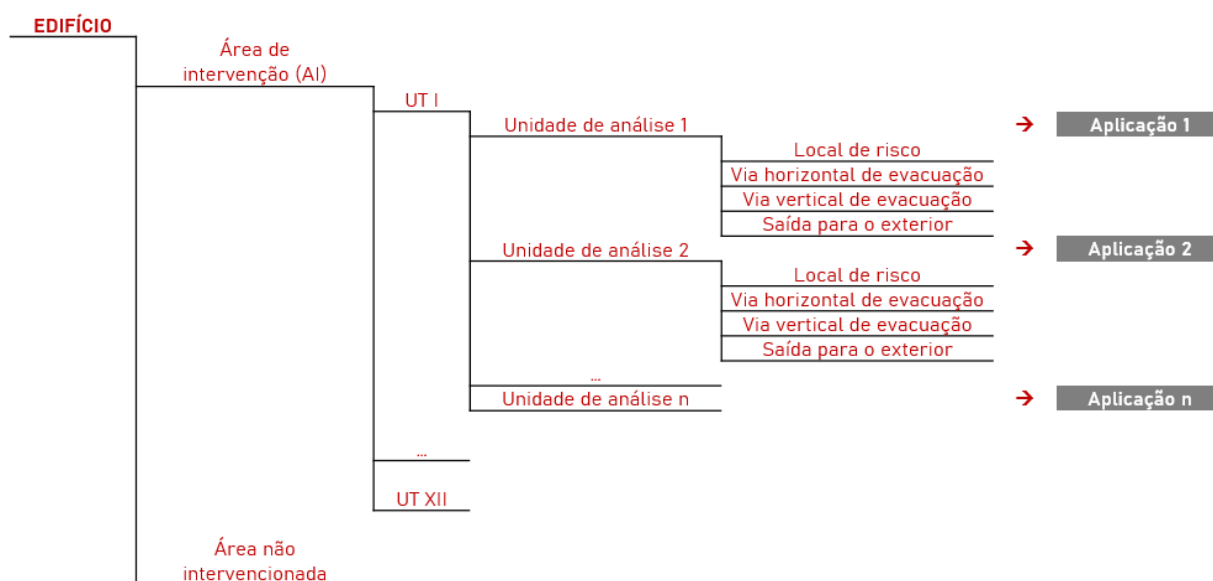 EDIFÍCIO
Área de
intervenção (AI)
UT I
Unidade de análise 1
→ Aplicação 1
Local de risco
Via horizontal de evacuação
Via vertical de evacuação
Saída para o exterior
Unidade de análise 2
→ Aplicação 2
Local de risco
Via horizontal de evacuação
Via vertical de evacuação
Saída para o exterior
...
Unidade de análise n
→ Aplicação n
...
UT XII
Área não
intervencionada